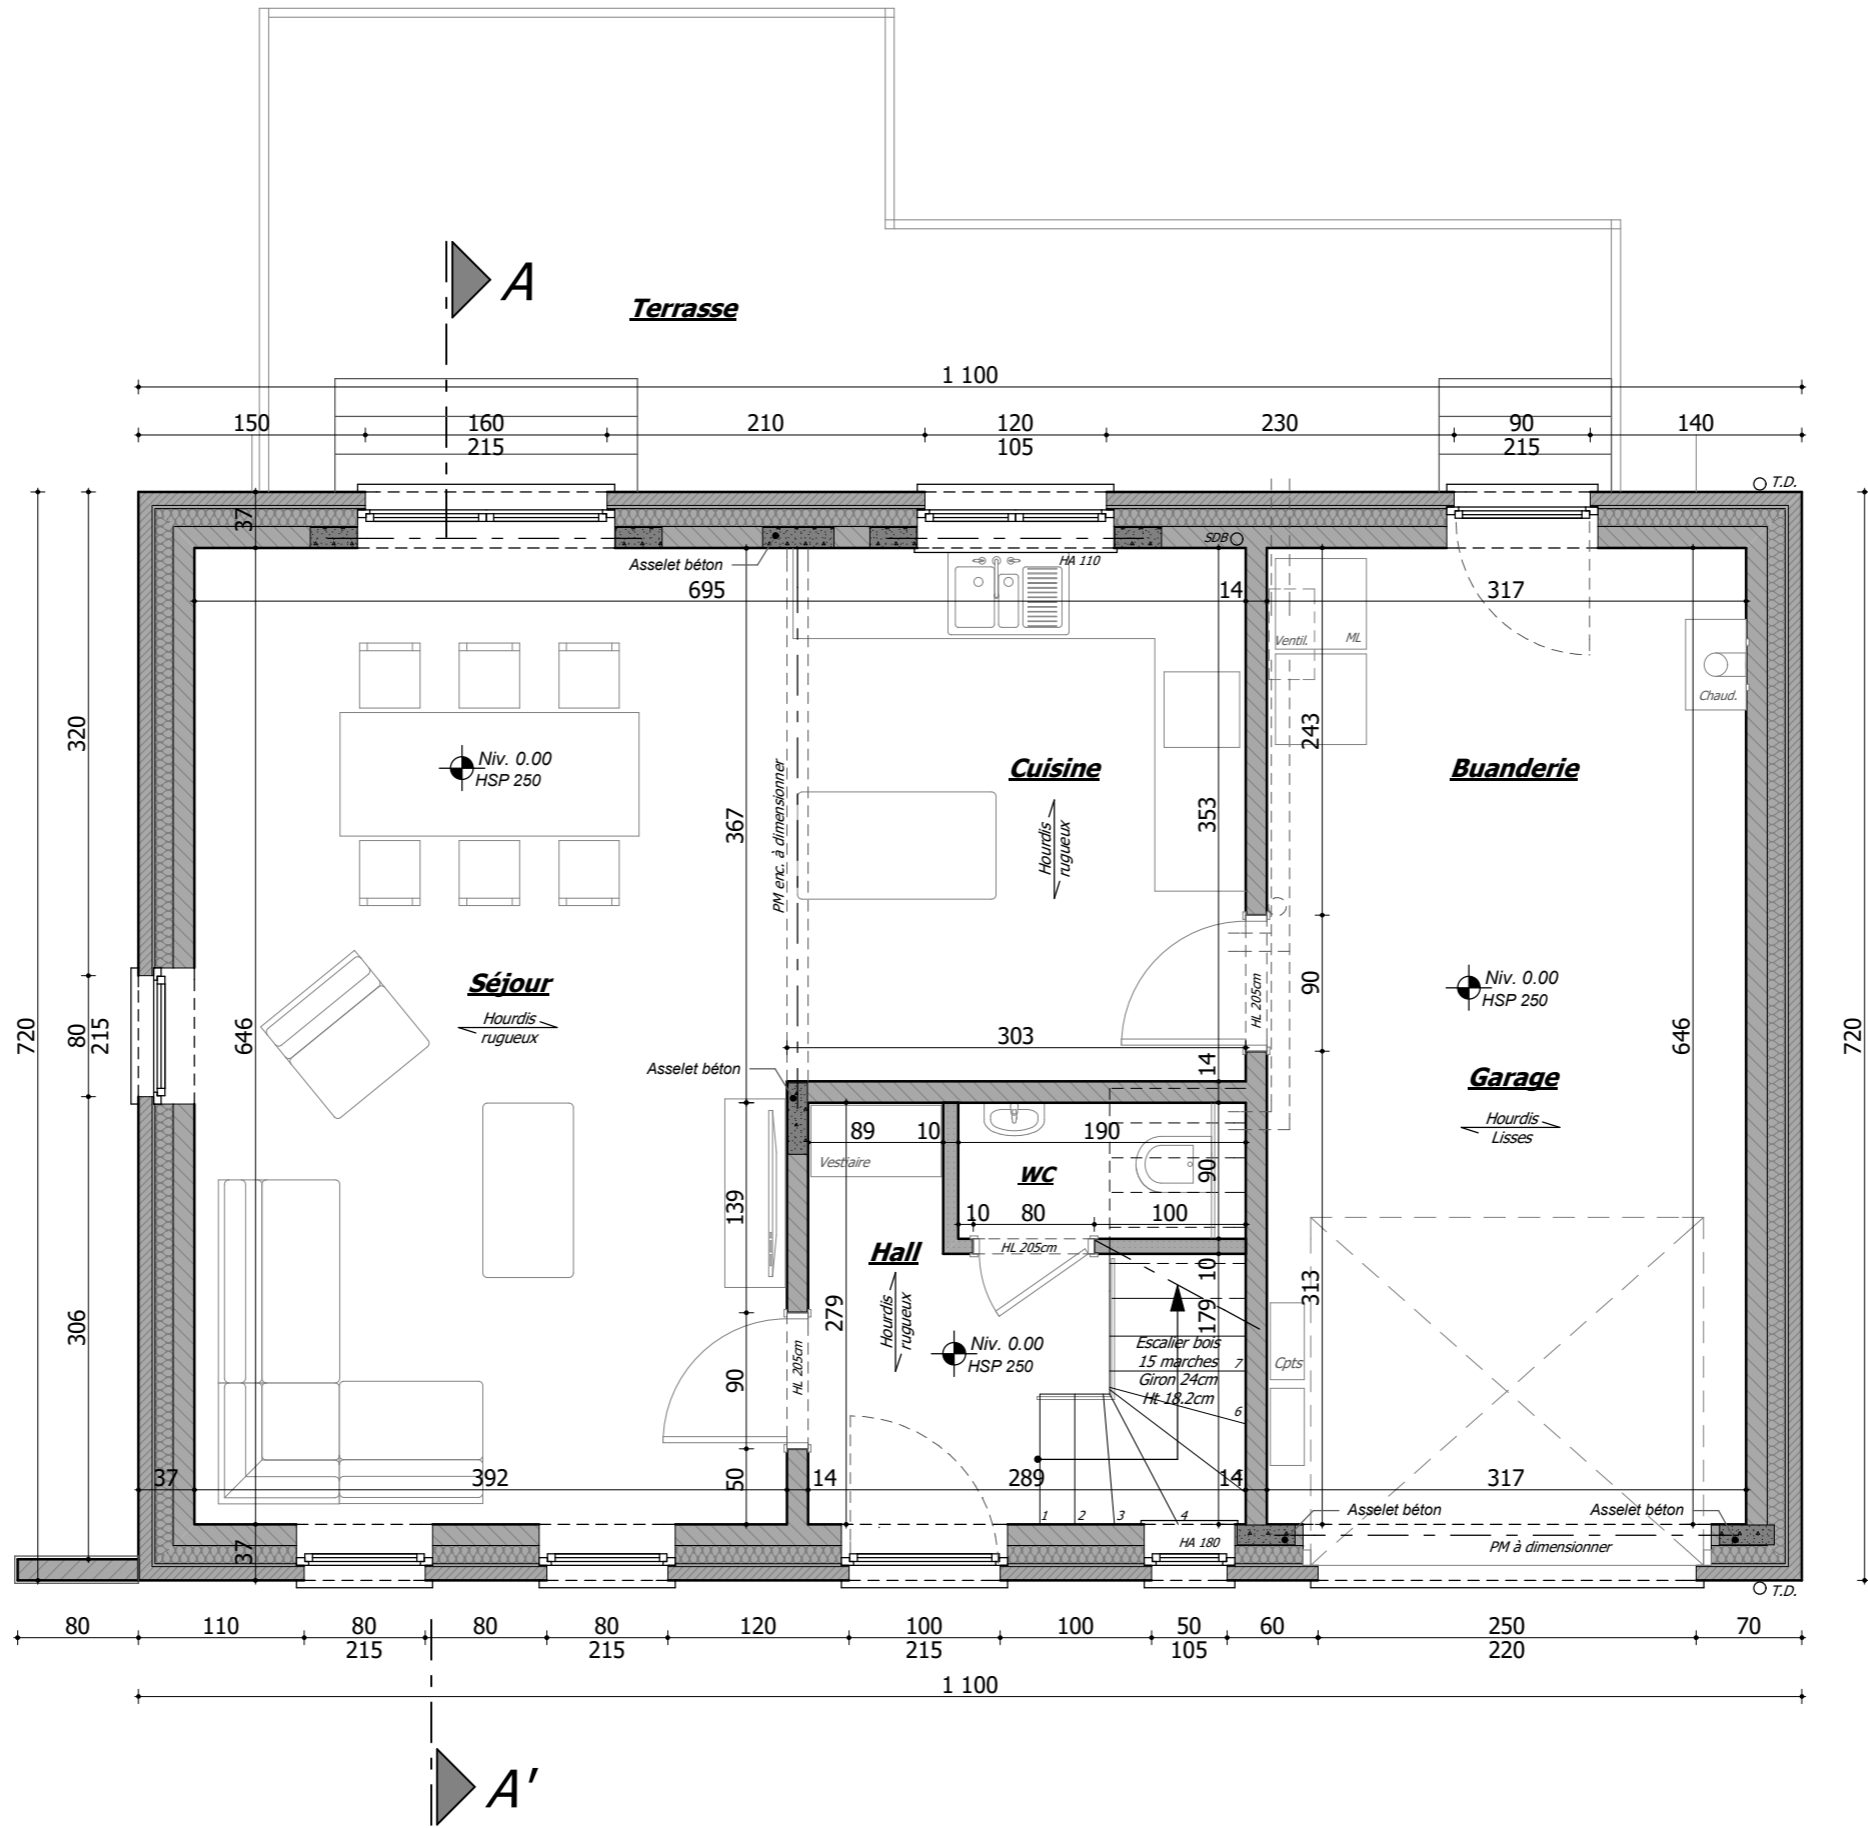 A
Terrasse
1 100
150 160 210 120 230 90 140
215 105 215
T.D.
37
SDB
Asselet béton
HA 110
695 14 317
Ventil. ML
Chaud.
320
243
Niv. 0.00
HSP 250
Cuisine
Buanderie
PM enc. à dimensionner
367
353
Hourdis
rugueux
Séjour
Hourdis
rugueux
90
HL 205cm
Niv. 0.00
HSP 250
720
80
215
646
303
646
720
14
Asselet béton
Garage
Hourdis
Lisses
89 10 190
Vestiaire
WC
90
139
10 80 100
HL 205cm
Hall
10
306
279
Hourdis
rugueux
179
313
Niv. 0.00
HSP 250
Escalier bois
15 marches
Giron 24cm
Ht 18.2cm
7
6
Cpts
90
HL 205cm
37 392 50 14 289 14 317
Asselet béton
Asselet béton
1 2 3 4
HA 180
PM à dimensionner
37
T.D.
80 110 80 80 80 120 100 100 50 60 250 70
215 215 215 105 220
1 100
A'